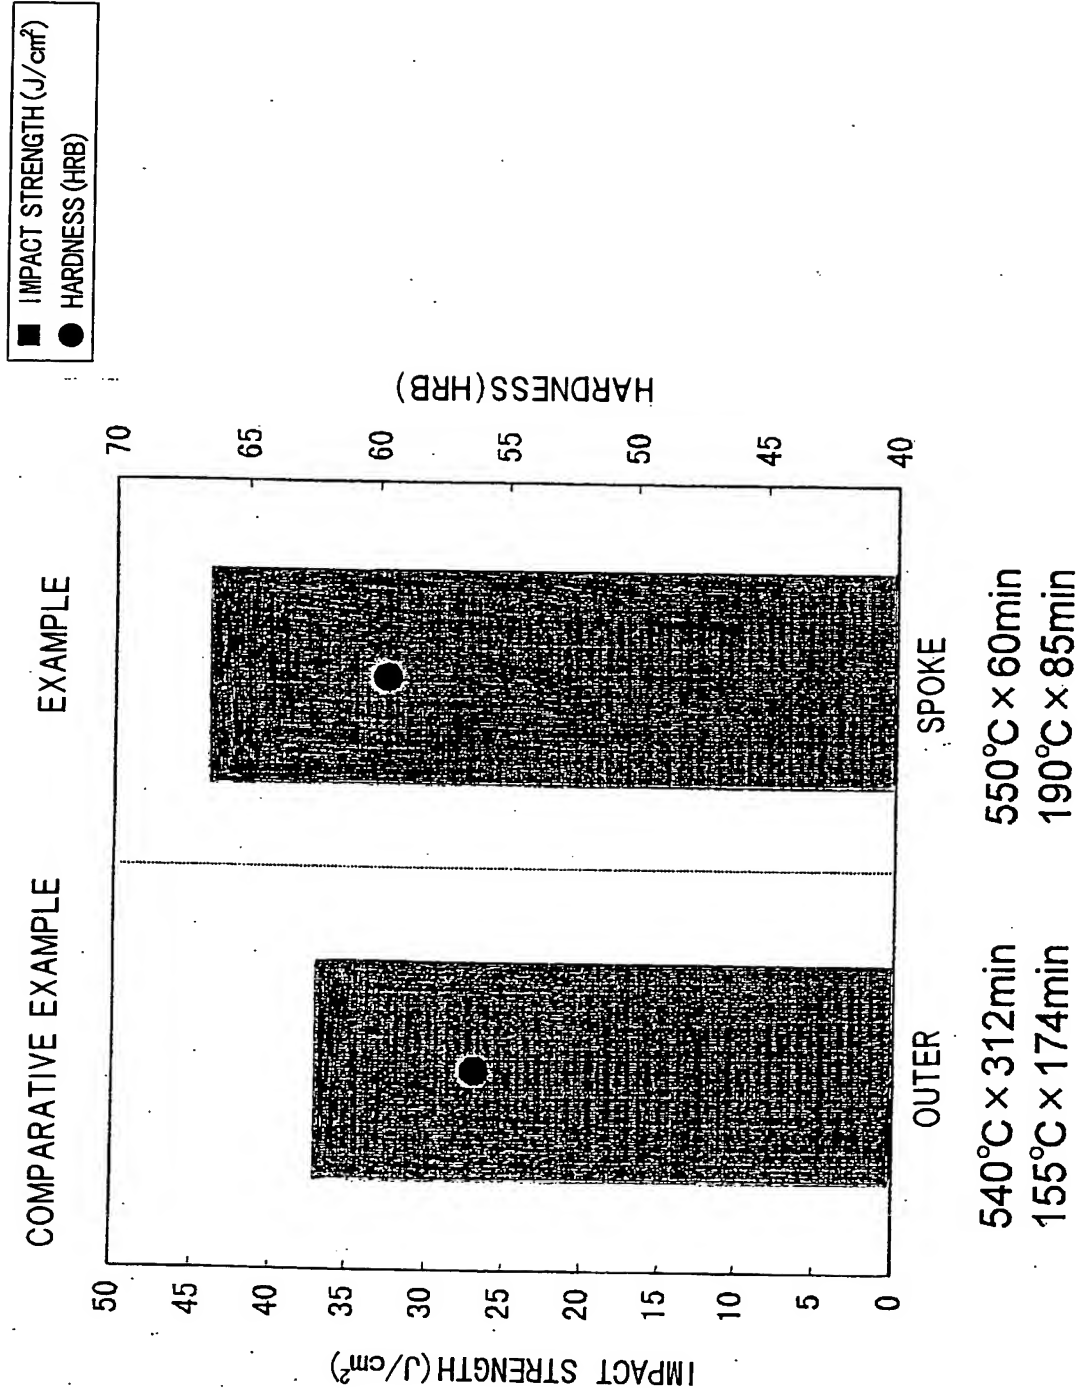 ■ IMPACT STRENGTH (J/cm²)
● HARDNESS (HRB)
COMPARATIVE EXAMPLE
EXAMPLE
IMPACT STRENGTH (J/cm²)
50
45
40
35
30
25
20
15
10
5
0
HARDNESS (HRB)
70
65
60
55
50
45
40
OUTER
SPOKE
540°C × 312min
155°C × 174min
550°C × 60min
190°C × 85min